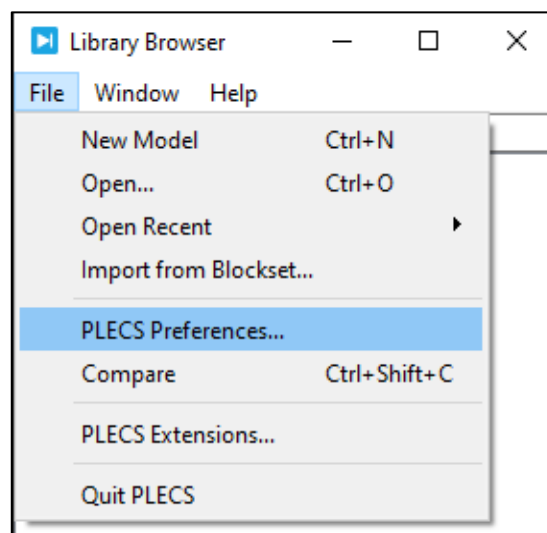 Library Browser
File Window Help
New Model Ctrl+N
Open... Ctrl+O
Open Recent
Import from Blockset...
PLECS Preferences...
Compare Ctrl+Shift+C
PLECS Extensions...
Quit PLECS